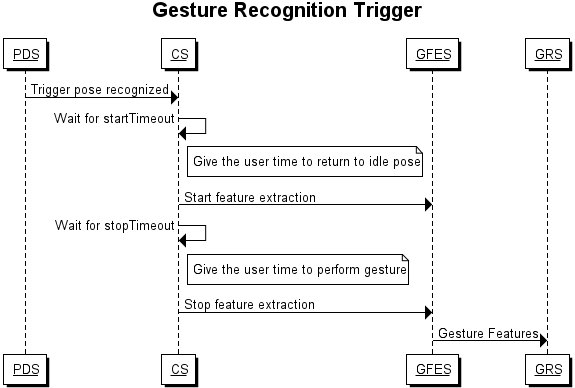 Gesture Recognition Trigger
PDS CS GFES GRS
Trigger pose recognized
Wait for startTimeout
Give the user time to return to idle pose
Start feature extraction
Wait for stopTimeout
Give the user time to perform gesture
Stop feature extraction
Gesture Features
PDS CS GFES GRS